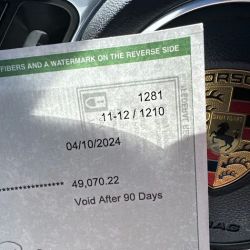 FIBERS AND A WATERMARK ON THE REVERSE SIDE
1281
11-12 / 1210
04/10/2024
******************** 49,070.22
Void After 90 Days
PORSCHE